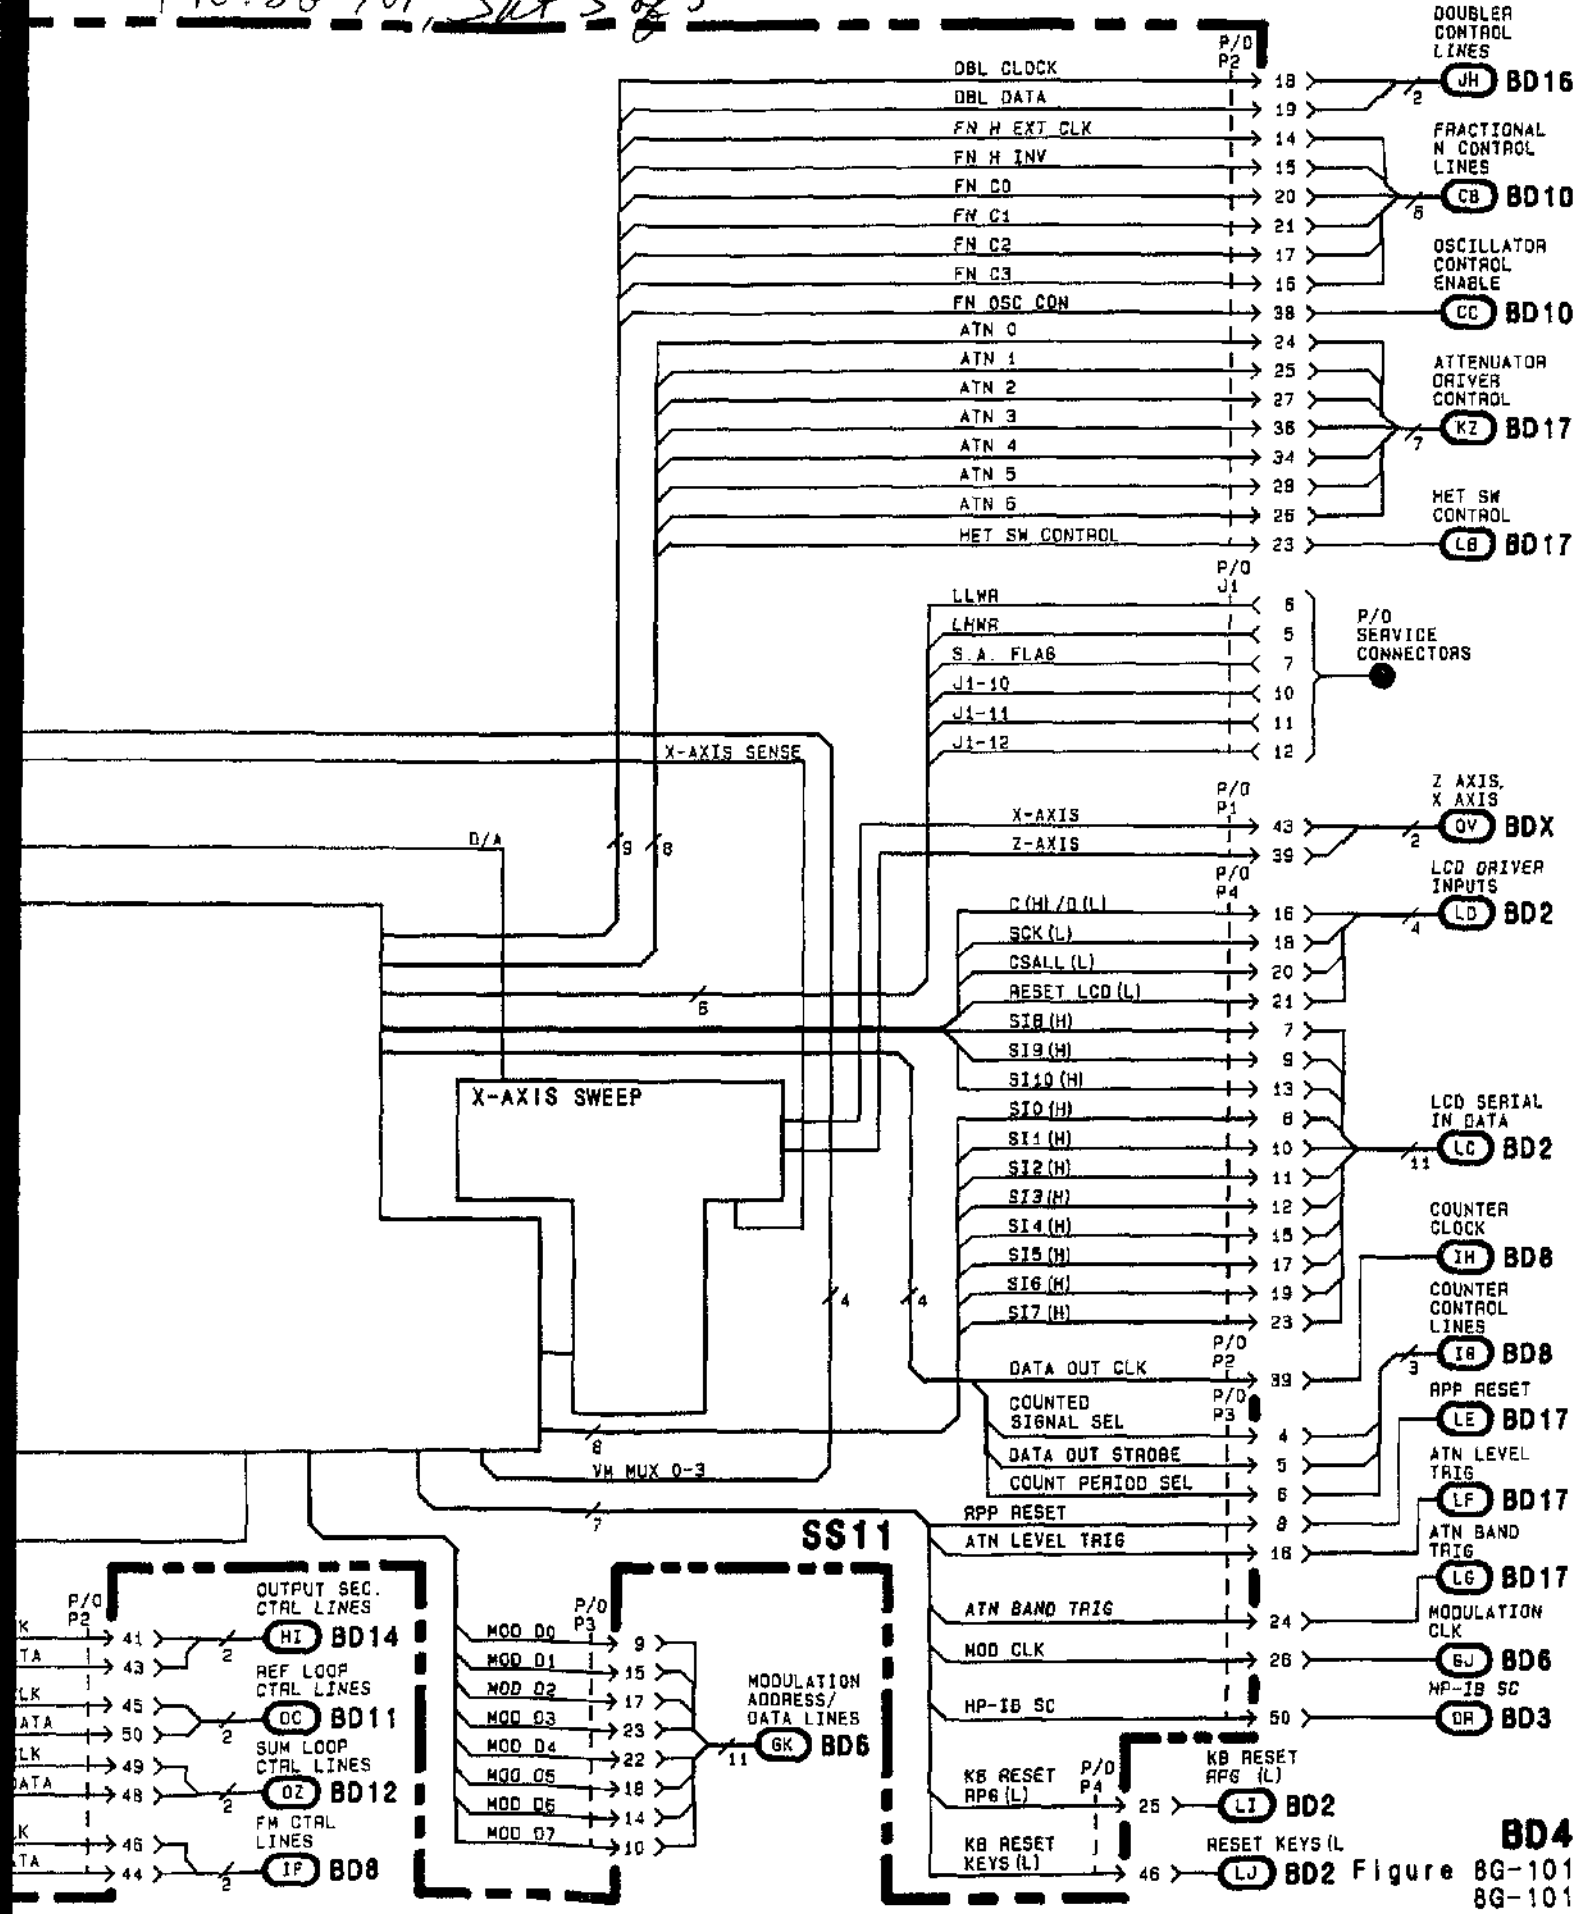 DOUBLER
CONTROL
LINES
P/O
P2
DBL CLOCK 18 2 JH BD16
DBL DATA 19
FN H EXT CLK 14
FRACTIONAL
N CONTROL
LINES
FN H INV 15
FN C0 20 6 CB BD10
FN C1 21
FN C2 17
FN C3 16
OSCILLATOR
CONTROL
ENABLE
FN OSC CON 38 CC BD10
ATN 0 24
ATN 1 25
ATTENUATOR
DRIVER
CONTROL
ATN 2 27
ATN 3 36 7 KZ BD17
ATN 4 34
ATN 5 28
ATN 6 26
HET SW
CONTROL
HET SW CONTROL 23 LB BD17
P/O
J1
LLWR 6
LHWR 5
S.A. FLAG 7
J1-10 10
J1-11 11
J1-12 12
P/O
SERVICE
CONNECTORS
X-AXIS SENSE
P/O
P1
Z AXIS,
X AXIS
X-AXIS 43 2 QV BDX
Z-AXIS 39
D/A 9 8
P/O
P4
LCD DRIVER
INPUTS
C(H)/D(L) 16 4 LD BD2
SCK(L) 18
CSALL(L) 20
RESET LCD(L) 21
6
SI8(H) 7
SI9(H) 9
SI10(H) 13
X-AXIS SWEEP
SI0(H) 8
LCD SERIAL
IN DATA
SI1(H) 10 11 LC BD2
SI2(H) 11
SI3(H) 12
SI4(H) 15
SI5(H) 17
SI6(H) 19
SI7(H) 23
4 4
COUNTER
CLOCK
IH BD8
COUNTER
CONTROL
LINES
3 IB BD8
P/O
P2
DATA OUT CLK 39
P/O
P3
COUNTED
SIGNAL SEL 4
DATA OUT STROBE 5
COUNT PERIOD SEL 6
8
VM MUX 0-3
7
RPP RESET
LE BD17
RPP RESET 8
ATN LEVEL
TRIG
LF BD17
SS11
ATN LEVEL TRIG 16
ATN BAND
TRIG
LG BD17
ATN BAND TRIG 24
MODULATION
CLK
MOD CLK 26 GJ BD6
HP-IB SC
HP-IB SC 50 DR BD3
P/O
P2
OUTPUT SEC.
CTRL LINES
K 41 2 HI BD14
TA 43
REF LOOP
CTRL LINES
LK 45
ATA 50 2 OC BD11
SUM LOOP
CTRL LINES
LK 49
ATA 48 2 OZ BD12
FM CTRL
LINES
K 46
TA 44 2 IF BD8
P/O
P3
MOD D0 9
MOD D1 15
MOD D2 17
MOD D3 23
MOD D4 22
MOD D5 18
MOD D6 14
MOD D7 10
MODULATION
ADDRESS/
DATA LINES
11 GK BD6
P/O
P4
KB RESET
RPG (L)
KB RESET
RPG(L) 25 LI BD2
RESET KEYS(L
KB RESET
KEYS(L) 46 LJ BD2
BD4
Figure 8G-101
8G-101